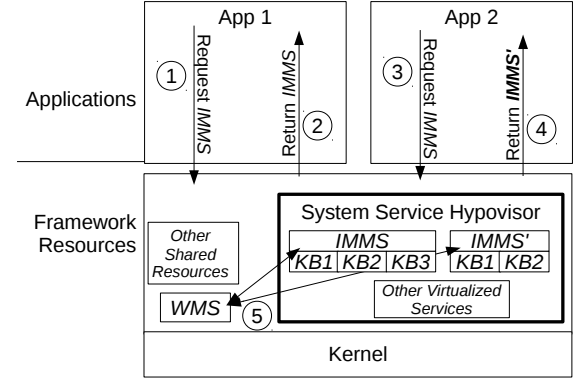 App 1
App 2
1
Request IMMS
Return IMMS
2
3
Request IMMS
Return IMMS'
4
Applications
Framework
Resources
System Service Hypovisor
Other
Shared
Resources
IMMS
KB1 KB2 KB3
IMMS'
KB1 KB2
WMS
5
Other Virtualized
Services
Kernel